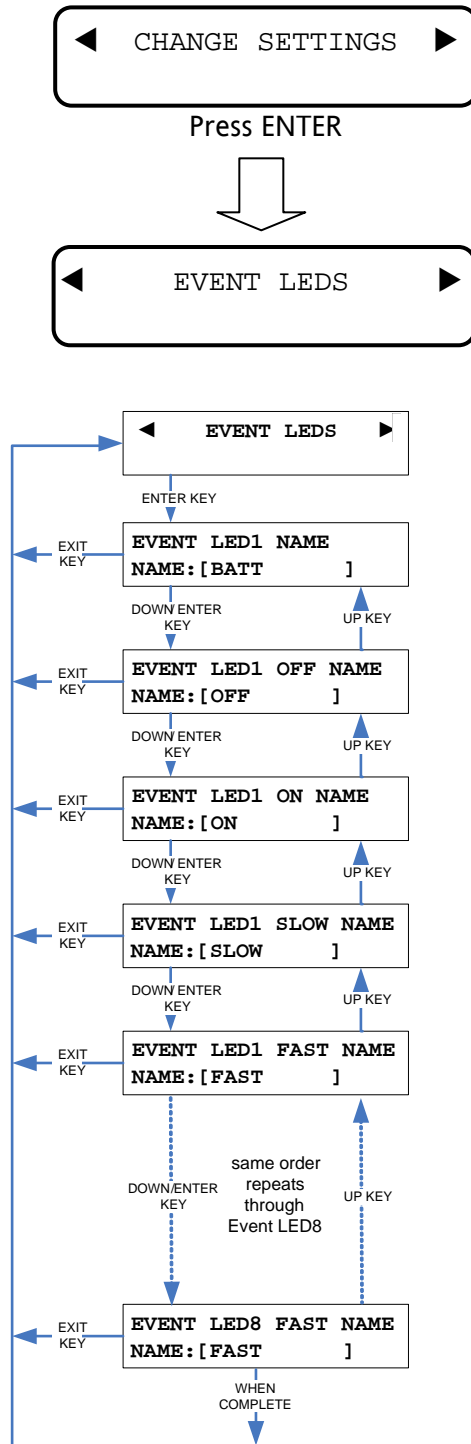 ◄ CHANGE SETTINGS ►
Press ENTER
◄ EVENT LEDS ►
◄ EVENT LEDS ►
ENTER KEY
EXIT
KEY
EVENT LED1 NAME
NAME:[BATT ]
DOWN/ENTER
KEY
UP KEY
EXIT
KEY
EVENT LED1 OFF NAME
NAME:[OFF ]
DOWN/ENTER
KEY
UP KEY
EXIT
KEY
EVENT LED1 ON NAME
NAME:[ON ]
DOWN/ENTER
KEY
UP KEY
EXIT
KEY
EVENT LED1 SLOW NAME
NAME:[SLOW ]
DOWN/ENTER
KEY
UP KEY
EXIT
KEY
EVENT LED1 FAST NAME
NAME:[FAST ]
DOWN/ENTER
KEY
same order
repeats
through
Event LED8
UP KEY
EXIT
KEY
EVENT LED8 FAST NAME
NAME:[FAST ]
WHEN
COMPLETE